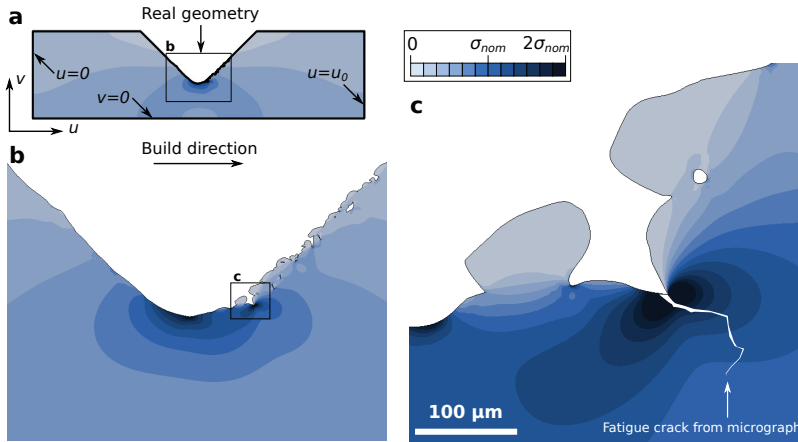 a
Real geometry
b
u=0
v=0
u=u0
v
u
0 σnom 2σnom
b
Build direction
c
c
100 µm
Fatigue crack from micrograph